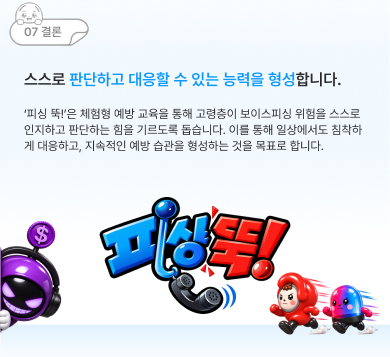 07 결론
스스로 판단하고 대응할 수 있는 능력을 형성합니다.
'피싱 뚝!'은 체험형 예방 교육을 통해 고령층이 보이스피싱 위험을 스스로
인지하고 판단하는 힘을 기르도록 돕습니다. 이를 통해 일상에서도 침착하
게 대응하고, 지속적인 예방 습관을 형성하는 것을 목표로 합니다.
피싱 뚝!
$